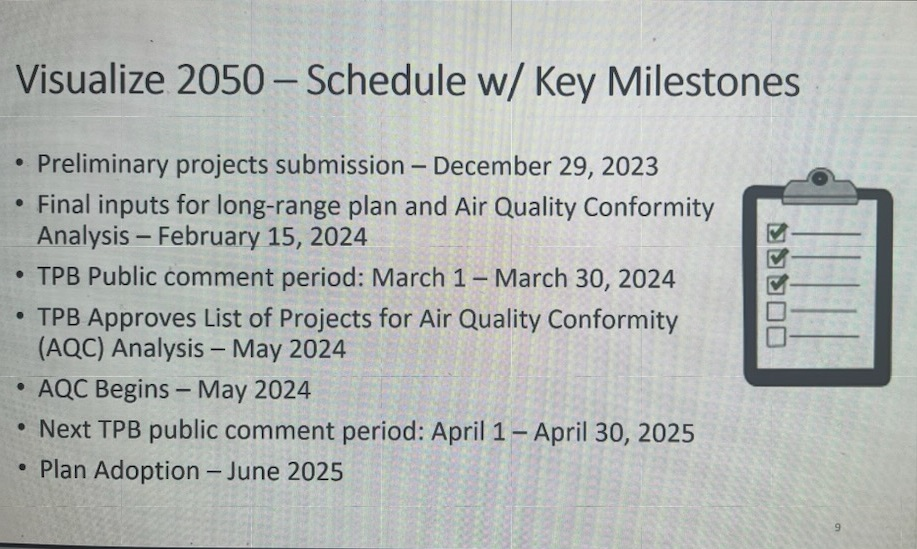 Visualize 2050 – Schedule w/ Key Milestones
• Preliminary projects submission – December 29, 2023
• Final inputs for long-range plan and Air Quality Conformity
Analysis – February 15, 2024
• TPB Public comment period: March 1 – March 30, 2024
• TPB Approves List of Projects for Air Quality Conformity
(AQC) Analysis – May 2024
• AQC Begins – May 2024
• Next TPB public comment period: April 1 – April 30, 2025
• Plan Adoption – June 2025
9